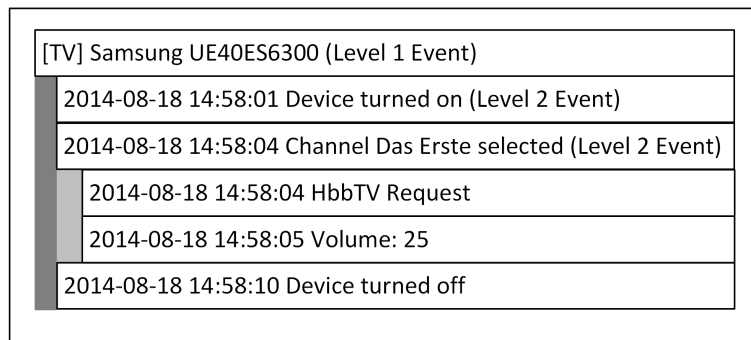 [TV] Samsung UE40ES6300 (Level 1 Event)
2014-08-18 14:58:01 Device turned on (Level 2 Event)
2014-08-18 14:58:04 Channel Das Erste selected (Level 2 Event)
2014-08-18 14:58:04 HbbTV Request
2014-08-18 14:58:05 Volume: 25
2014-08-18 14:58:10 Device turned off